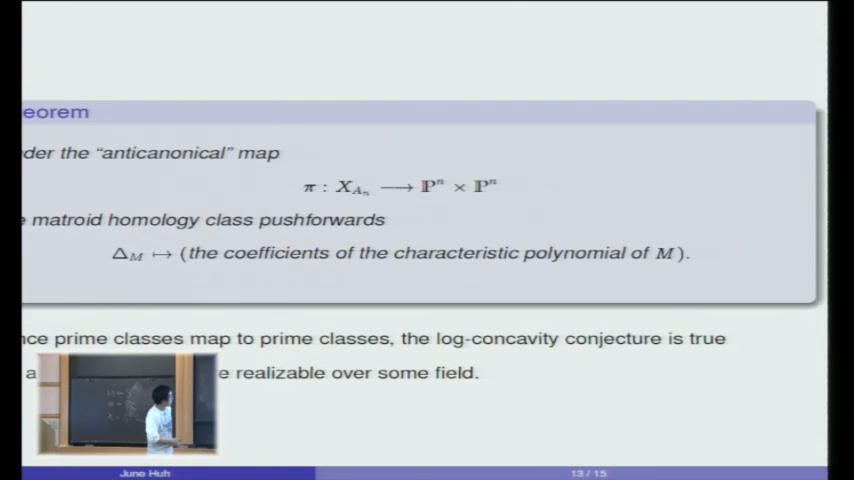 eorem
der the “anticanonical” map
π : X_{A_n} ⟶ ℙⁿ × ℙⁿ
e matroid homology class pushforwards
Δ_M ↦ (the coefficients of the characteristic polynomial of M).
nce prime classes map to prime classes, the log-concavity conjecture is true
a
e realizable over some field.
June Huh
13 / 15